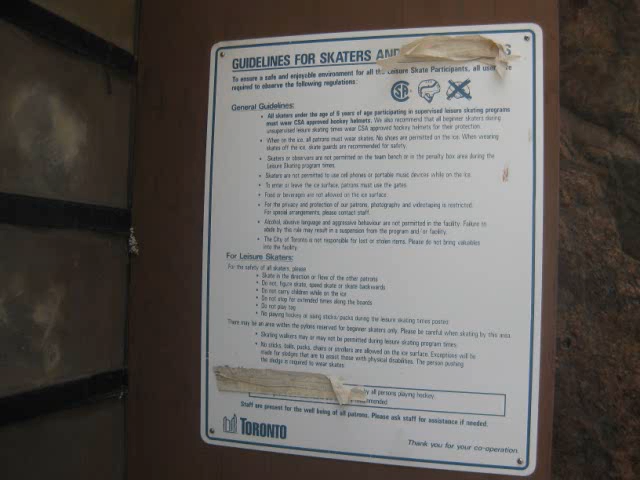 GUIDELINES FOR SKATERS AND
To ensure a safe and enjoyable environment for all the Leisure Skate Participants, all users are
required to observe the following regulations:
CSA
General Guidelines:
All skaters under the age of 6 years of age participating in supervised leisure skating programs
must wear CSA approved hockey helmets. We also recommend that all beginner skaters during
unsupervised leisure skating times wear CSA approved hockey helmets for their protection.
When on the ice, all patrons must wear skates. No shoes are permitted on the ice. When wearing
skates off the ice, skate guards are recommended for safety.
Skaters or observers are not permitted on the team bench or in the penalty box area during the
Leisure Skating program times.
Skaters are not permitted to use cell phones or portable music devices while on the ice.
To enter or leave the ice surface, patrons must use the gates.
Food or beverages are not allowed on the ice surface.
For the privacy and protection of our patrons, photography and videotaping is restricted.
For special arrangements, please contact staff.
Alcohol, abusive language and aggressive behaviour are not permitted in the facility. Failure to
abide by this rule may result in a suspension from the program and/or facility.
The City of Toronto is not responsible for lost or stolen items. Please do not bring valuables
into the facility.
For Leisure Skaters:
For the safety of all skaters, please
Skate in the direction or flow of the other patrons
Do not, figure skate, speed skate or skate backwards
Do not carry children while on the ice
Do not stop for extended times along the boards
Do not play tag
No playing hockey or using sticks/pucks during the leisure skating times posted
There may be an area within the pylons reserved for beginner skaters only. Please be careful when skating by this area.
Skating walkers may or may not be permitted during leisure skating program times.
No sticks, balls, pucks, chairs or strollers are allowed on the ice surface. Exceptions will be
made for sledges that are to assist those with physical disabilities. The person pushing
the sledge is required to wear skates.
by all persons playing hockey.
Staff are present for the well being of all patrons. Please ask staff for assistance if needed.
TORONTO
Thank you for your co-operation.